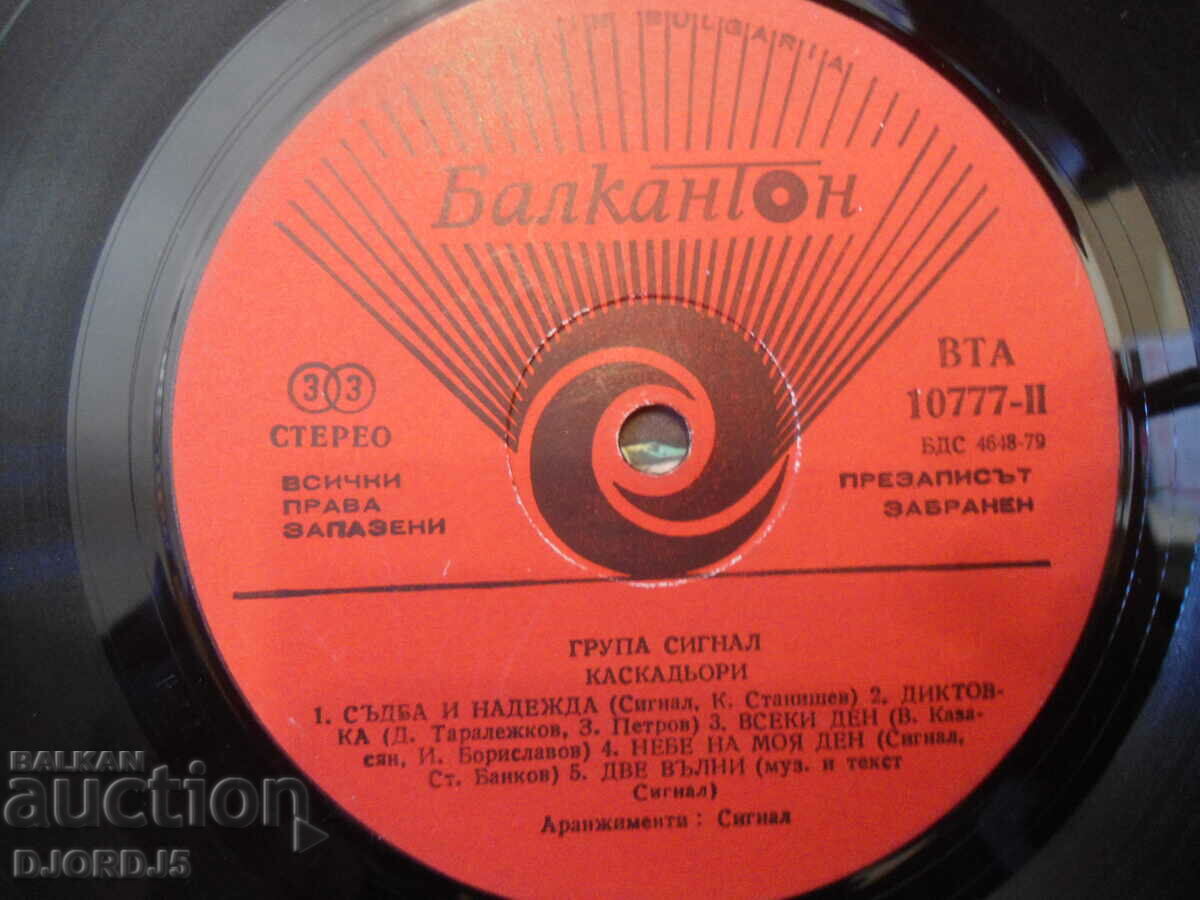 BULGARIA
Балкантон
33
СТЕРЕО
ВСИЧКИ
ПРАВА
ЗАПАЗЕНИ
ВТА
10777-II
БДС 4648-79
ПРЕЗАПИСЪТ
ЗАБРАНЕН
ГРУПА СИГНАЛ
КАСКАДЬОРИ
1. СЪДБА И НАДЕЖДА (Сигнал, К. Станишев) 2. ДИКТОВ-
КА (Д. Таралежков, З. Петров) 3. ВСЕКИ ДЕН (В. Каза-
сян, И. Бориславов) 4. НЕБЕ НА МОЯ ДЕН (Сигнал,
Ст. Банков) 5. ДВЕ ВЪЛНИ (муз. и текст
Сигнал)
Аранжименти: Сигнал
BALKAN
auction
DJORDJ5